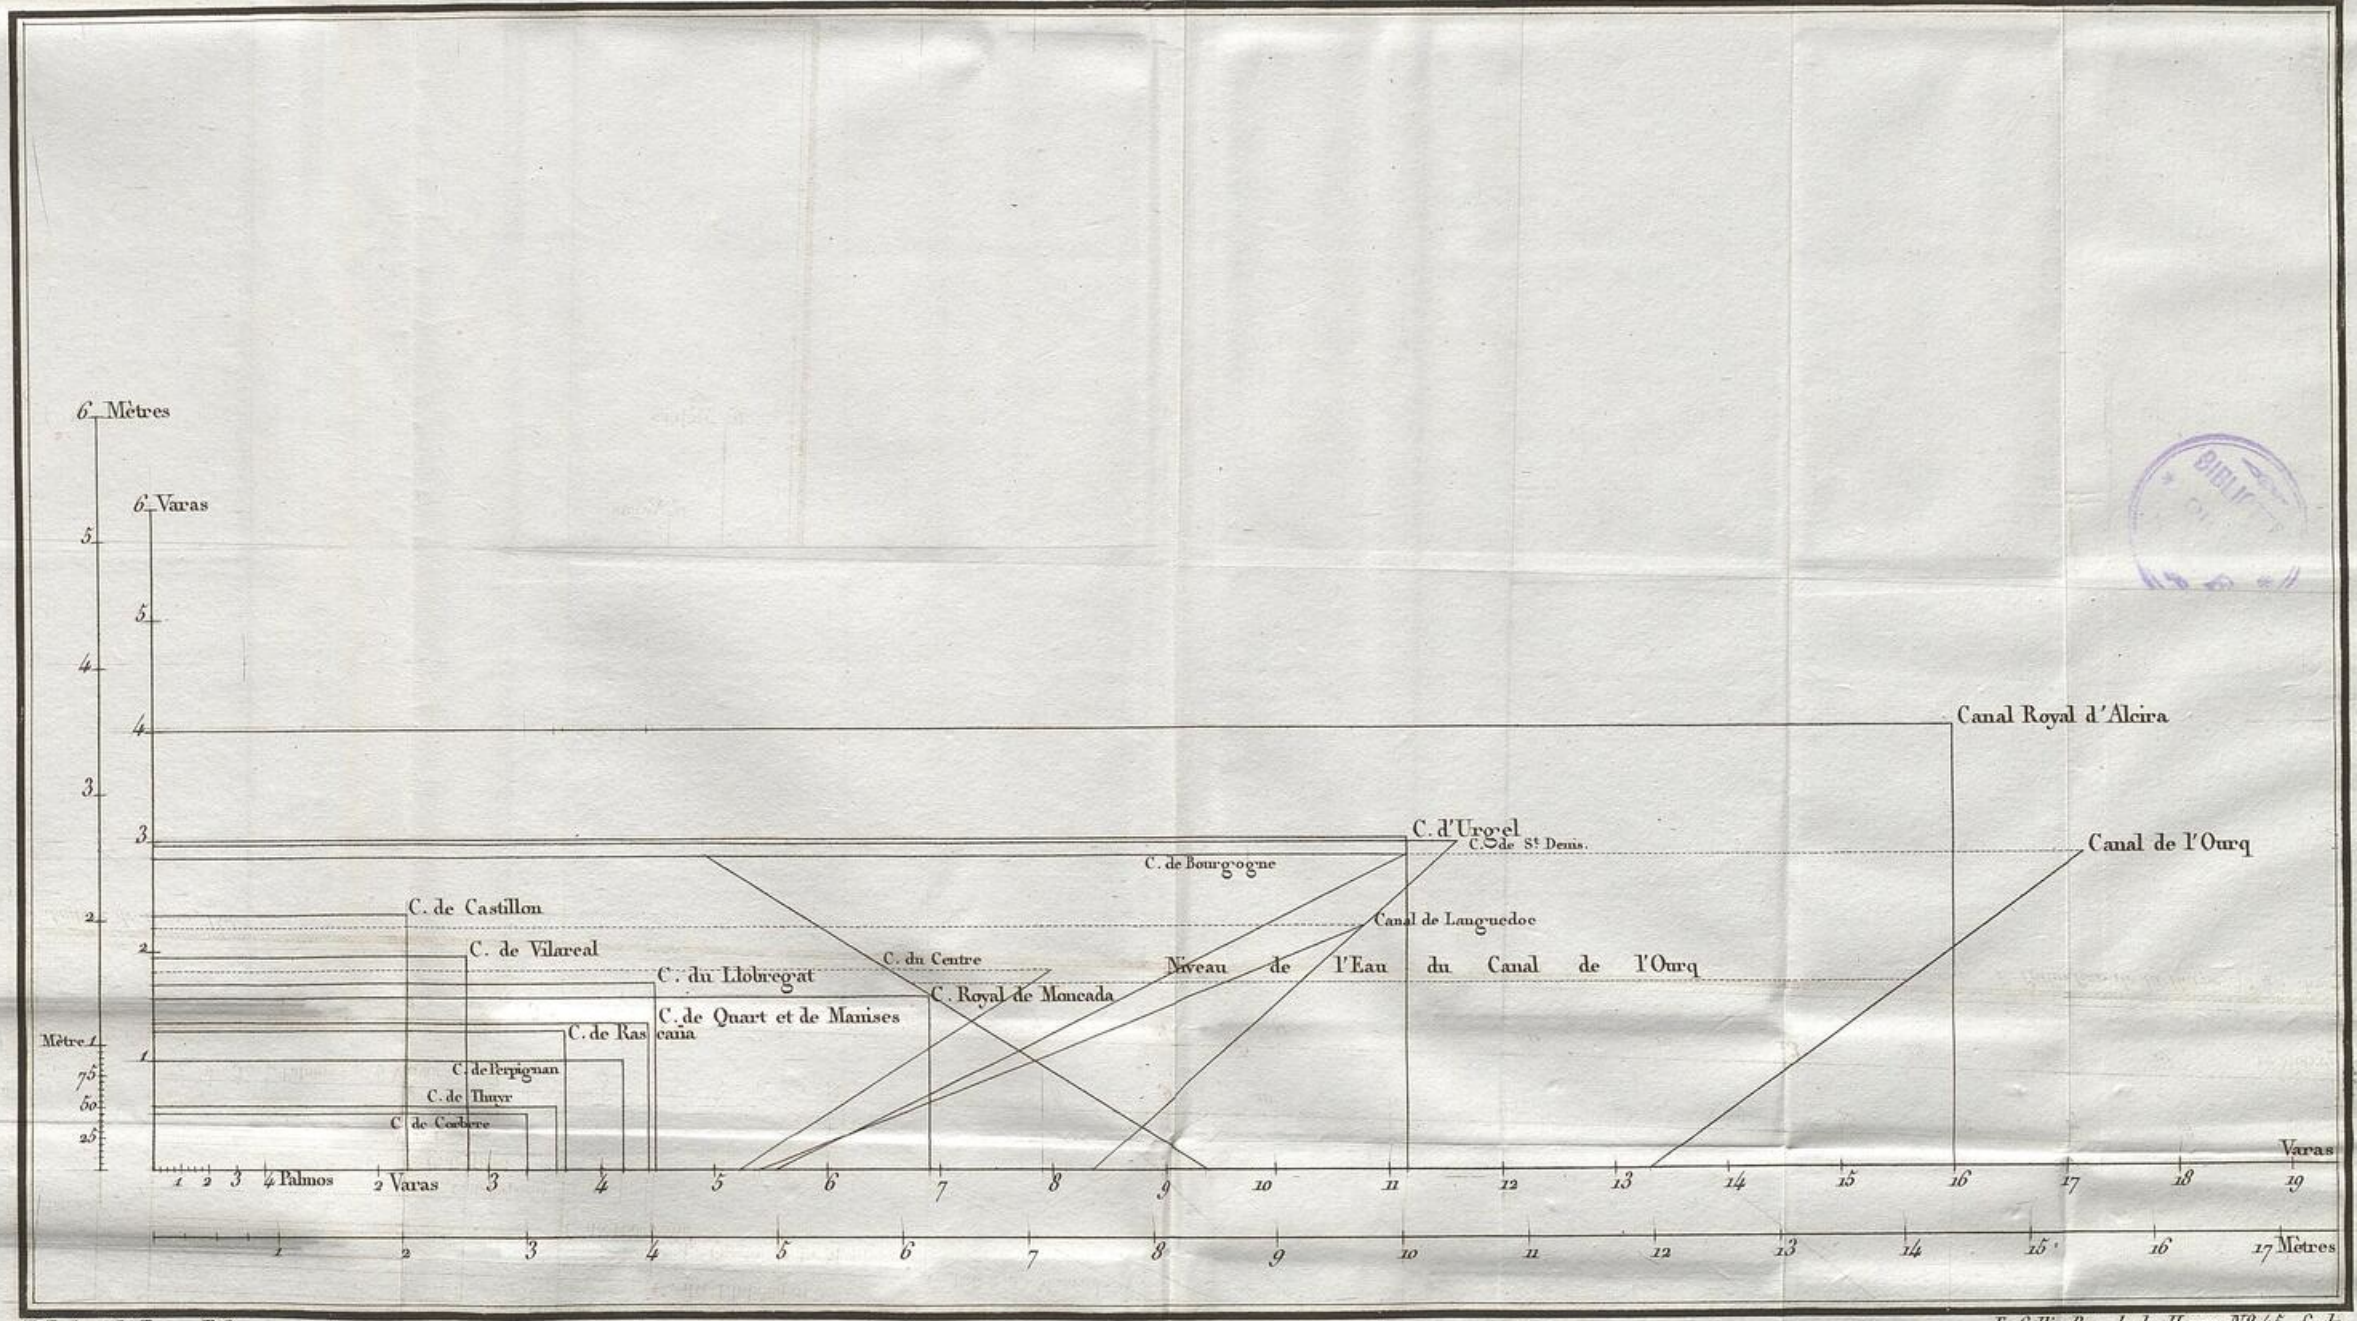 6 Mètres
6 Varas
5
5
4
Canal Royal d'Alcira
4
3
C. d'Urgel
3
C. de St Denis.
Canal de l'Ourq
C. de Bourgogne
C. de Castillon
2
Canal de Languedoc
2
C. de Vilareal
C. du Centre
Niveau de l'Eau du Canal de l'Ourq
C. du Llobregat
C. Royal de Moncada
C. de Quart et de Manises
C. de Rascaña
Mètre 1
1
C. de Perpignan
75
C. de Thuyr
50
C. de Corbere
25
Varas
1 2 3 4 Palmos 2 Varas 3 4 5 6 7 8 9 10 11 12 13 14 15 16 17 18 19
1 2 3 4 5 6 7 8 9 10 11 12 13 14 15 16 17 Mètres